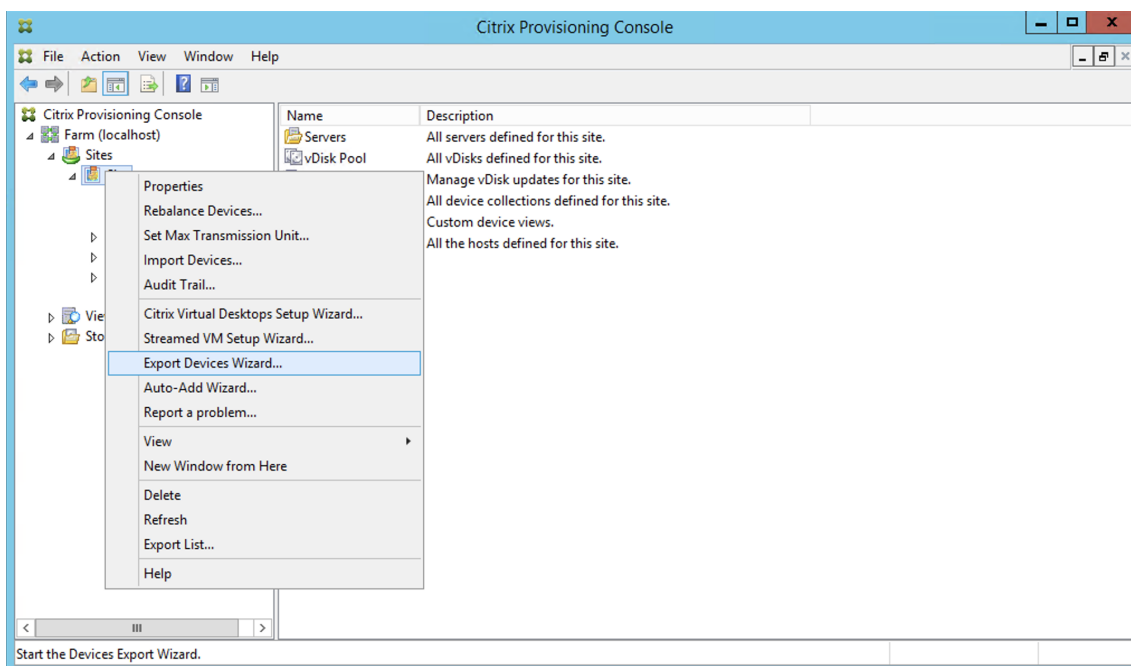 Citrix Provisioning Console
File Action View Window Help
Citrix Provisioning Console
Farm (localhost)
Sites
Name Description
Servers All servers defined for this site.
vDisk Pool All vDisks defined for this site.
Manage vDisk updates for this site.
All device collections defined for this site.
Custom device views.
All the hosts defined for this site.
Vie
Sto
Properties
Rebalance Devices...
Set Max Transmission Unit...
Import Devices...
Audit Trail...
Citrix Virtual Desktops Setup Wizard...
Streamed VM Setup Wizard...
Export Devices Wizard...
Auto-Add Wizard...
Report a problem...
View
New Window from Here
Delete
Refresh
Export List...
Help
Start the Devices Export Wizard.